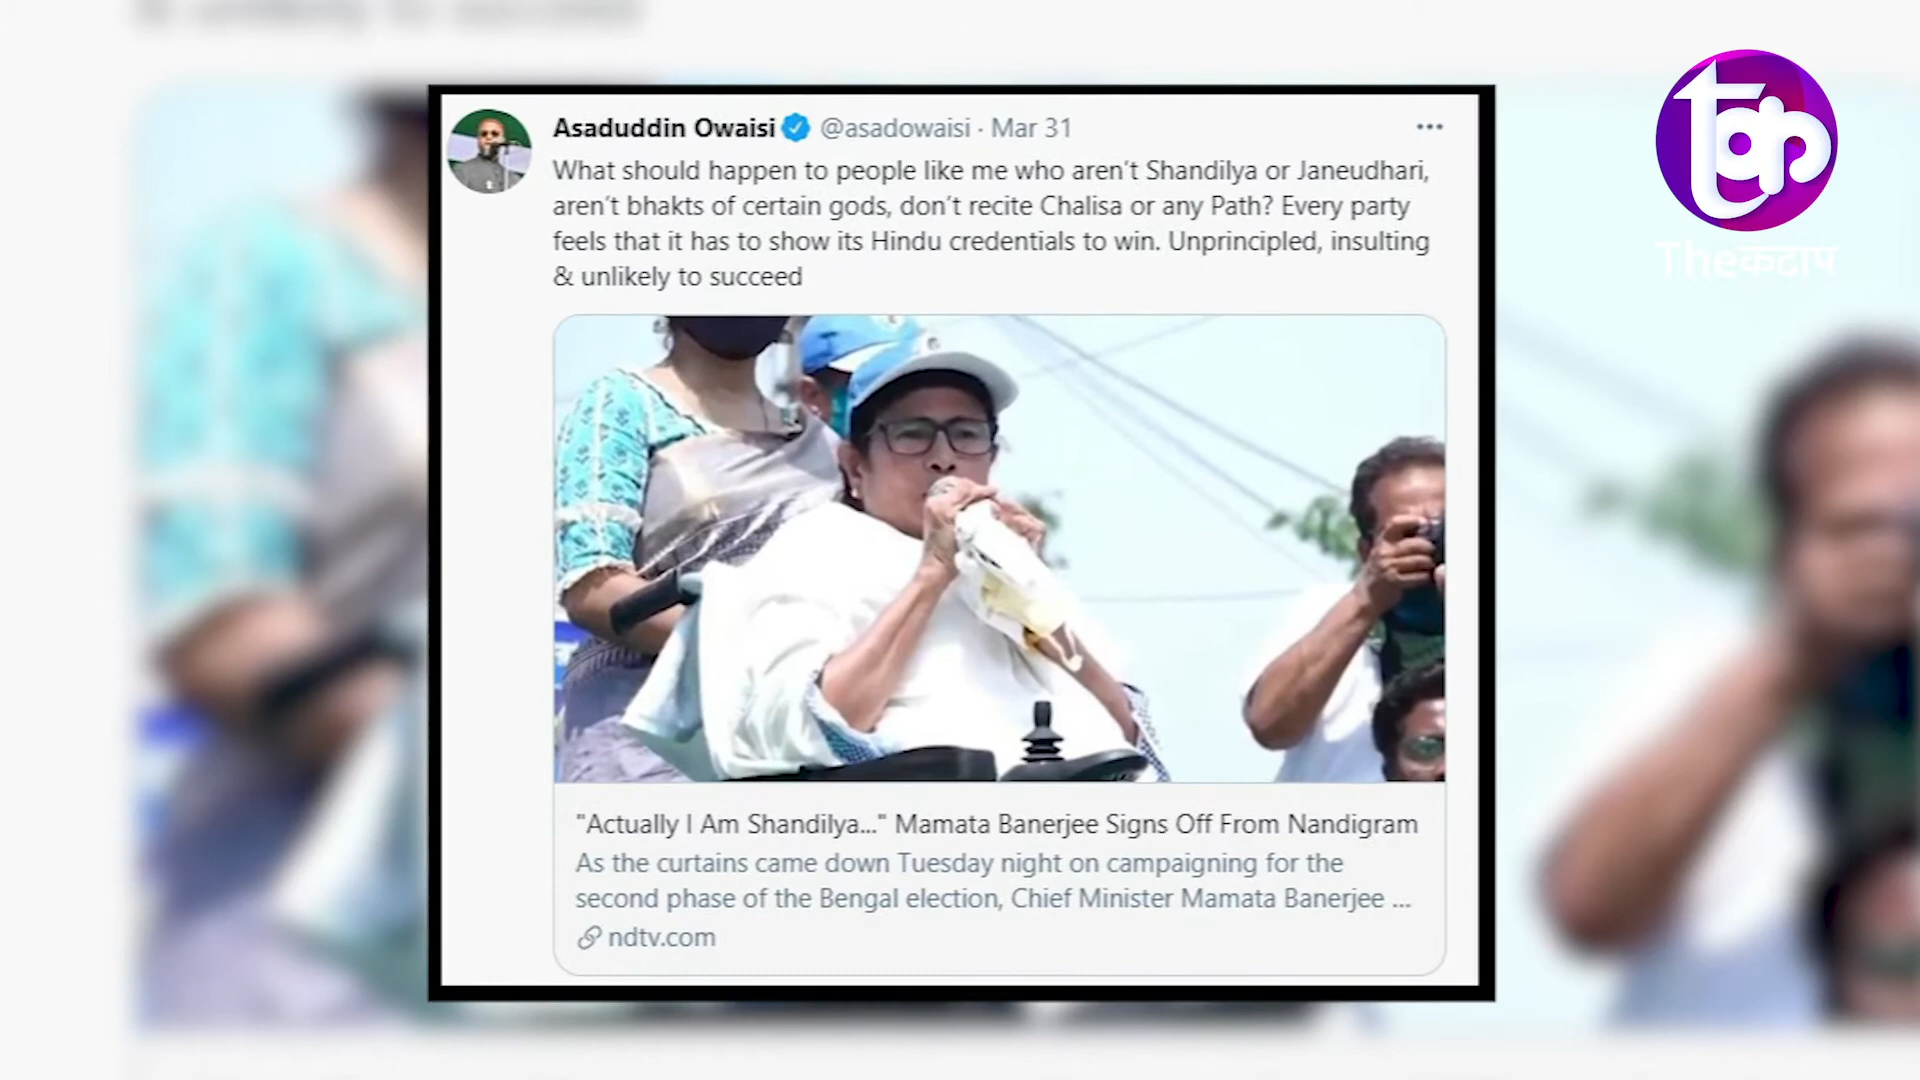 Asaduddin Owaisi @asadowaisi · Mar 31 ...
What should happen to people like me who aren't Shandilya or Janeudhari,
aren't bhakts of certain gods, don't recite Chalisa or any Path? Every party
feels that it has to show its Hindu credentials to win. Unprincipled, insulting
& unlikely to succeed
"Actually I Am Shandilya..." Mamata Banerjee Signs Off From Nandigram
As the curtains came down Tuesday night on campaigning for the
second phase of the Bengal election, Chief Minister Mamata Banerjee ...
ndtv.com
Theकटाप